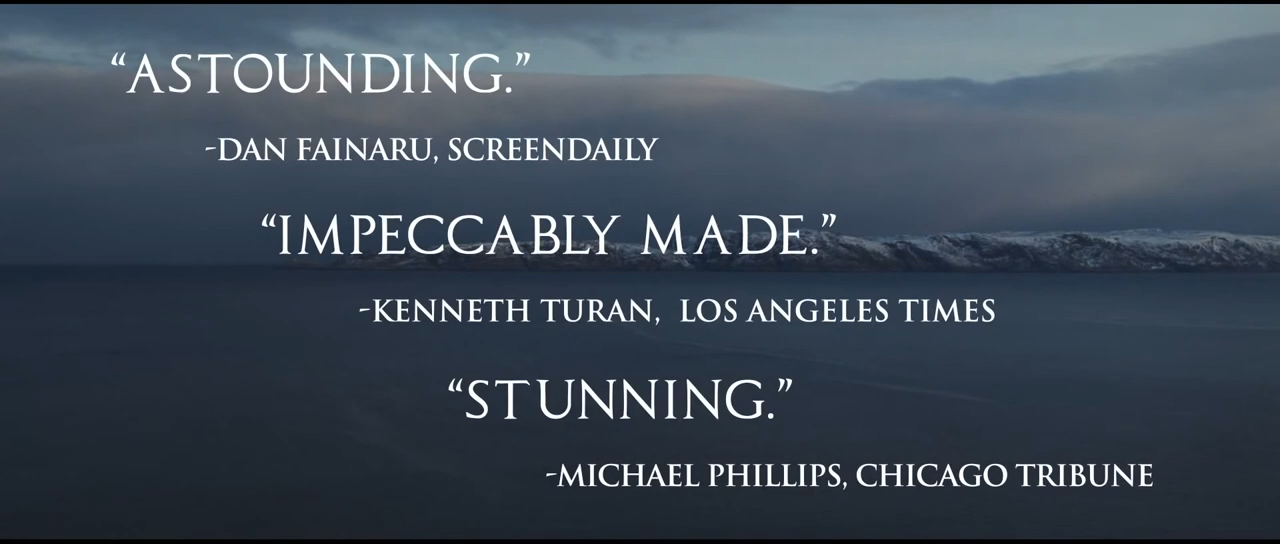 “ASTOUNDING.”
-DAN FAINARU, SCREENDAILY
“IMPECCABLY MADE.”
-KENNETH TURAN, LOS ANGELES TIMES
“STUNNING.”
-MICHAEL PHILLIPS, CHICAGO TRIBUNE